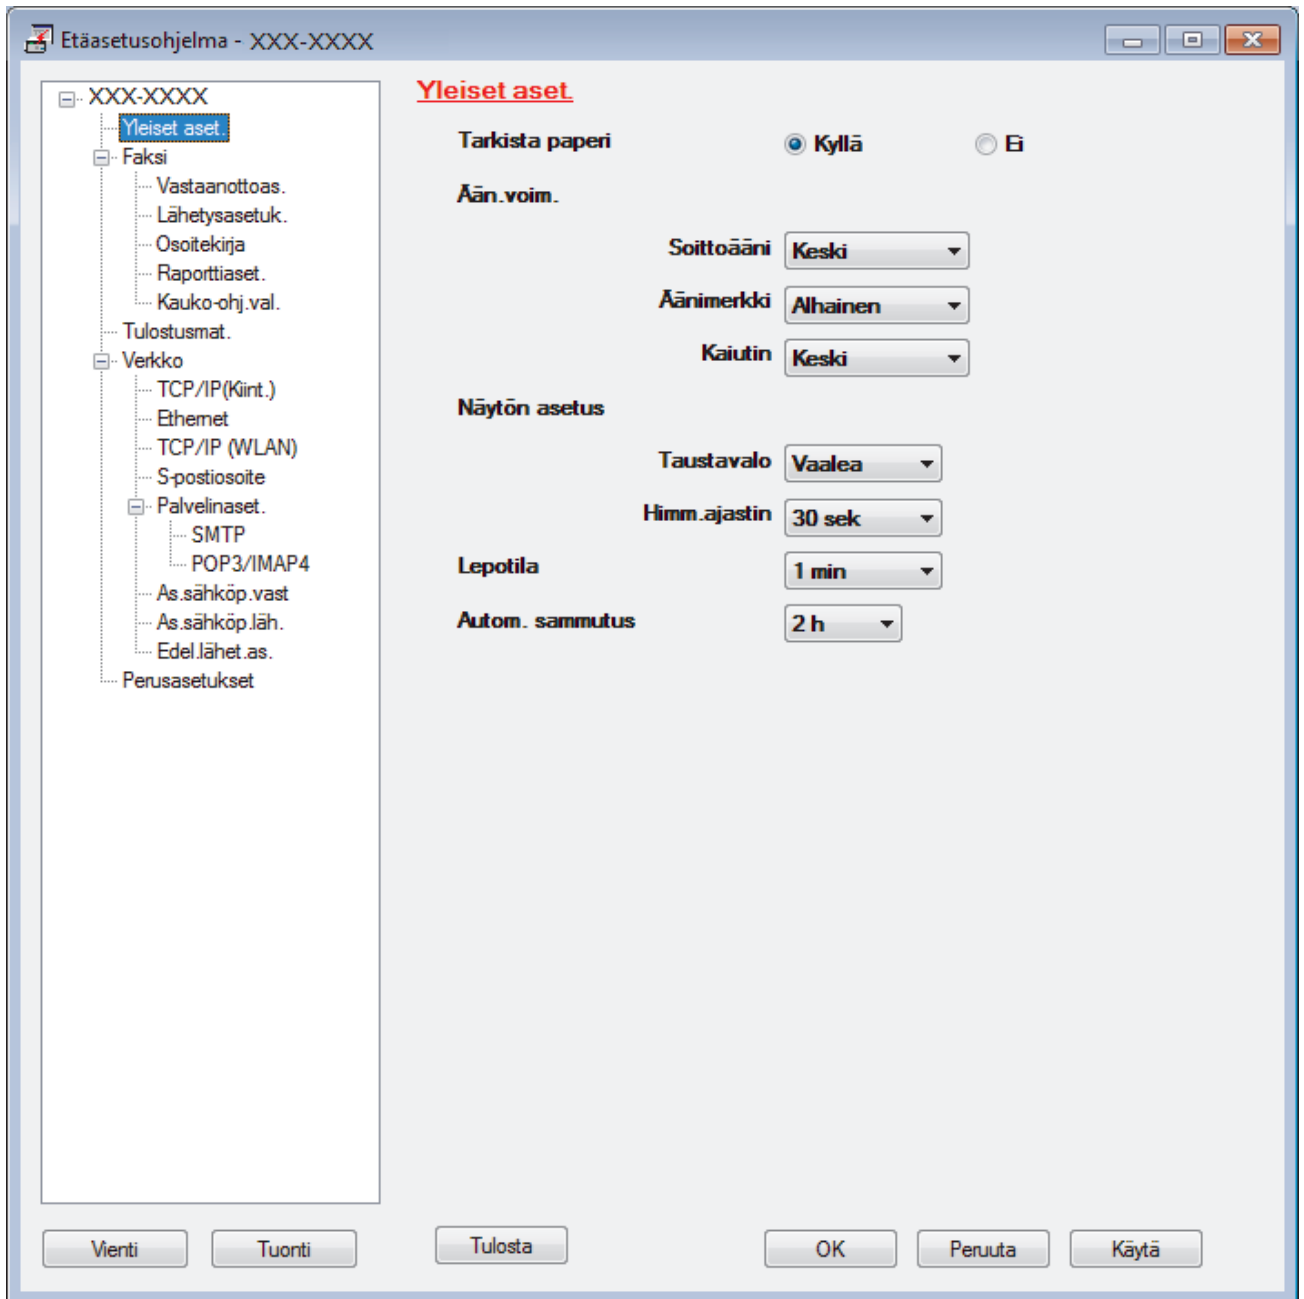 Etäasetusohjelma - XXX-XXXX
XXX-XXXX
Yleiset aset.
Faksi
Vastaanottoas.
Lähetysasetuk.
Osoitekirja
Raporttiaset.
Kauko-ohj.val.
Tulostusmat.
Verkko
TCP/IP(Kiint.)
Ethernet
TCP/IP (WLAN)
S-postiosoite
Palvelinaset.
SMTP
POP3/IMAP4
As.sähköp.vast
As.sähköp.läh.
Edel.lähet.as.
Perusasetukset
Yleiset aset.
Tarkista paperi Kyllä Ei
Ään.voim.
Soittoääni Keski
Äänimerkki Alhainen
Kaiutin Keski
Näytön asetus
Taustavalo Vaalea
Himm.ajastin 30 sek
Lepotila 1 min
Autom. sammutus 2 h
Vienti Tuonti Tulosta OK Peruuta Käytä